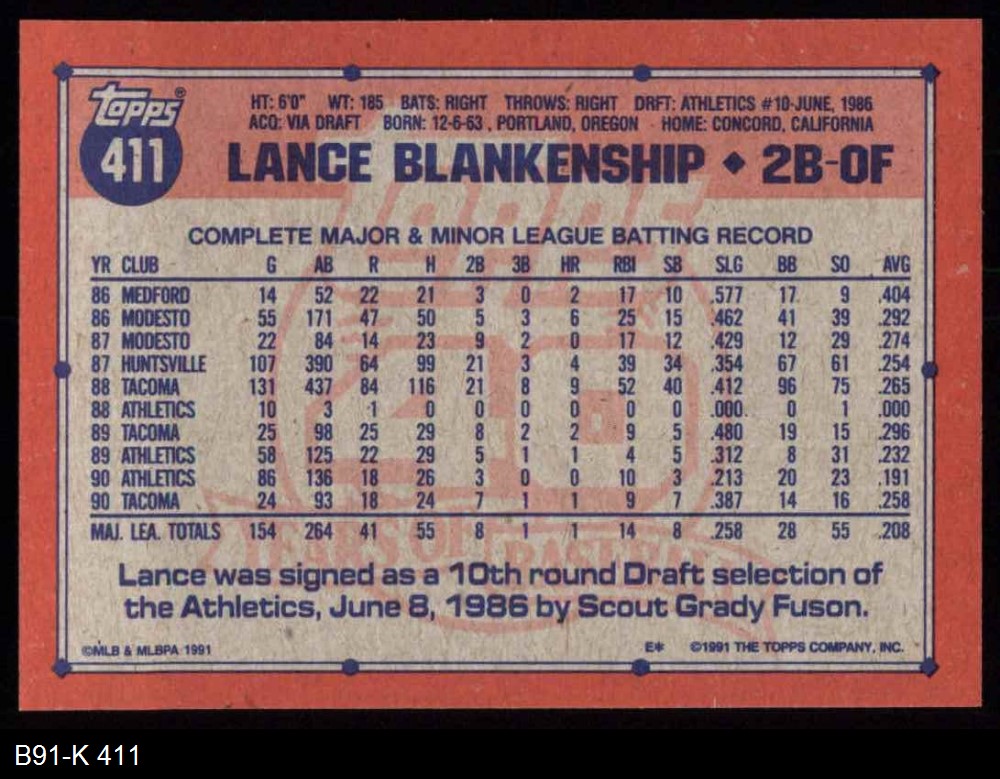 topps®
411
HT: 6'0" WT: 185 BATS: RIGHT THROWS: RIGHT DRFT: ATHLETICS #10-JUNE, 1986
ACQ: VIA DRAFT BORN: 12-6-63 , PORTLAND, OREGON HOME: CONCORD, CALIFORNIA
LANCE BLANKENSHIP ♦ 2B-OF
COMPLETE MAJOR & MINOR LEAGUE BATTING RECORD
YR CLUB G AB R H 2B 3B HR RBI SB SLG BB SO AVG
86 MEDFORD 14 52 22 21 3 0 2 17 10 .577 17 9 .404
86 MODESTO 55 171 47 50 5 3 6 25 15 .462 41 39 .292
87 MODESTO 22 84 14 23 9 2 0 17 12 .429 12 29 .274
87 HUNTSVILLE 107 390 64 99 21 3 4 39 34 .354 67 61 .254
88 TACOMA 131 437 84 116 21 8 9 52 40 .412 96 75 .265
88 ATHLETICS 10 3 1 0 0 0 0 0 0 .000 0 1 .000
89 TACOMA 25 98 25 29 8 2 2 9 5 .480 19 15 .296
89 ATHLETICS 58 125 22 29 5 1 1 4 5 .312 8 31 .232
90 ATHLETICS 86 136 18 26 3 0 0 10 3 .213 20 23 .191
90 TACOMA 24 93 18 24 7 1 1 9 7 .387 14 16 .258
MAJ. LEA. TOTALS 154 264 41 55 8 1 1 14 8 .258 28 55 .208
topps
40
YEARS OF BASEBALL
Lance was signed as a 10th round Draft selection of
the Athletics, June 8, 1986 by Scout Grady Fuson.
©MLB & MLBPA 1991 E* ©1991 THE TOPPS COMPANY, INC.
B91-K 411